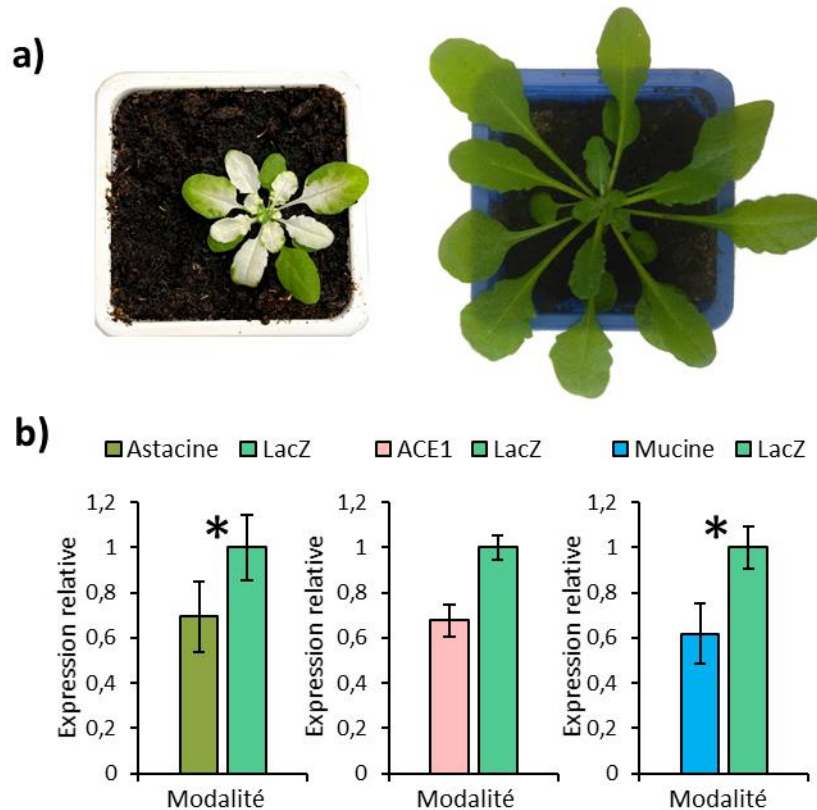 a)
b)
Astacine LacZ ACE1 LacZ Mucine LacZ
Expression relative
1,2
1
0,8
0,6
0,4
0,2
0
*
Modalité
Expression relative
1,2
1
0,8
0,6
0,4
0,2
0
Modalité
Expression relative
1,2
1
0,8
0,6
0,4
0,2
0
*
Modalité